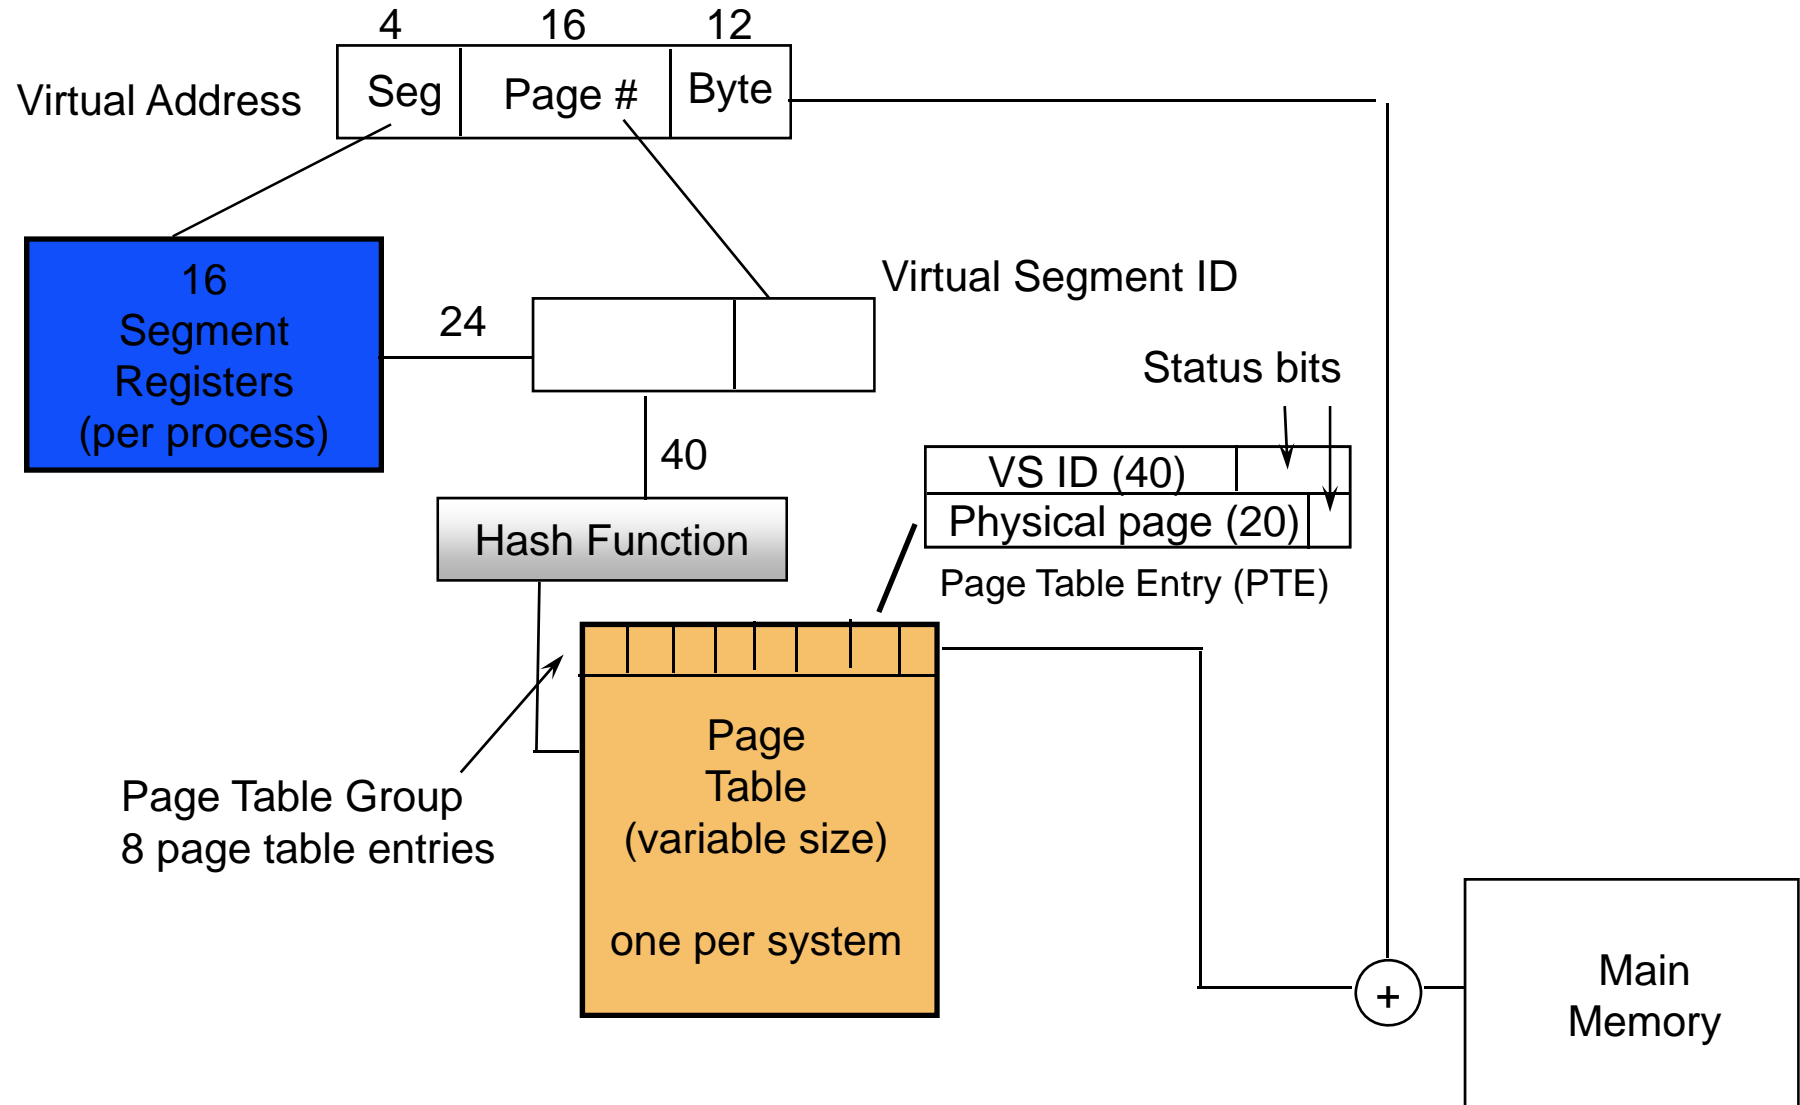 4 16 12
Virtual Address
Seg
Page #
Byte
16
Segment
Registers
(per process)
24
Virtual Segment ID
40
Status bits
VS ID (40)
Physical page (20)
Page Table Entry (PTE)
Hash Function
Page Table Group
8 page table entries
Page
Table
(variable size)
one per system
+
Main
Memory